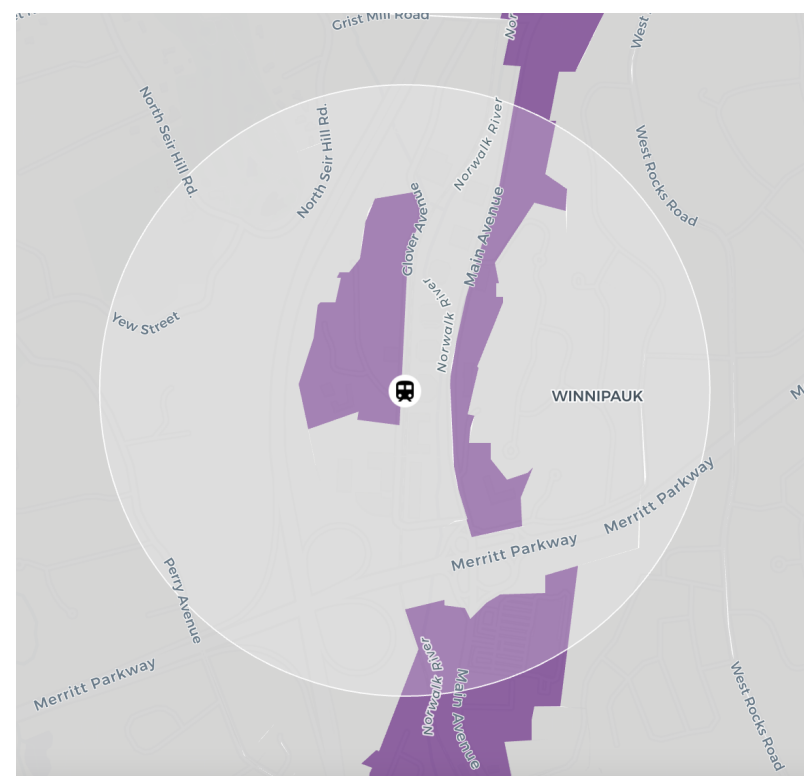 Grist Mill Road
Nor
West
North Seir Hill Rd.
North Seir Hill Rd.
Norwalk River
West Rocks Road
Glover Avenue
Main Avenue
Norwalk River
Yew Street
WINNIPAUK
M
Merritt Parkway
Merritt Parkway
Perry Avenue
Norwalk River
Merritt Parkway
Main Avenue
West Rocks Road